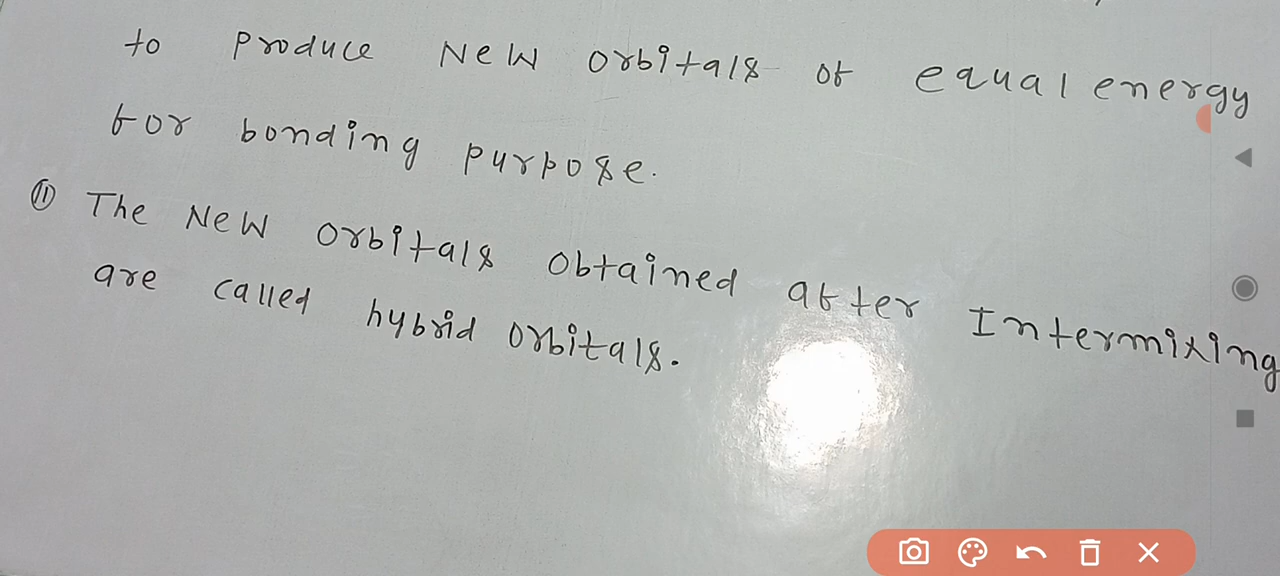 to produce New orbitals of equal energy
for bonding purpose.
(11) The New orbitals obtained after Intermixing
are called hybrid orbitals.